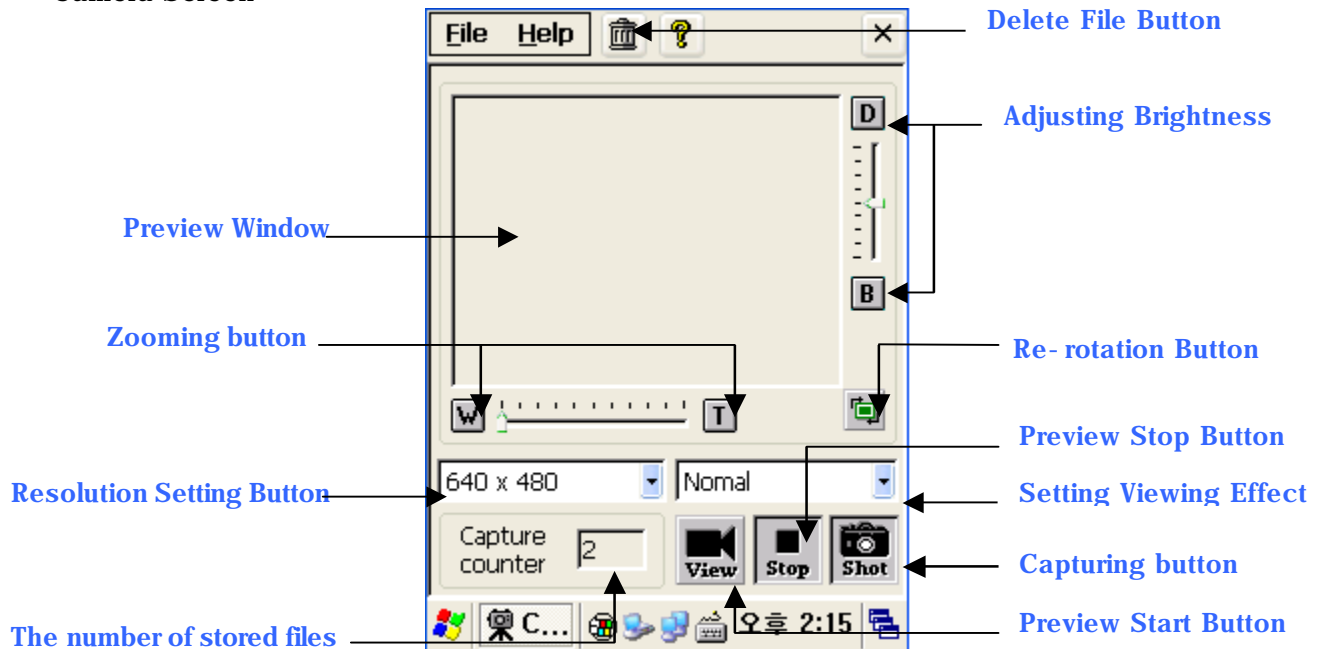 Camera Screen
File Help
Delete File Button
D
Adjusting Brightness
Preview Window
B
Zooming button
Re- rotation Button
W
T
Preview Stop Button
640 x 480
Nomal
Resolution Setting Button
Setting Viewing Effect
Capture
counter
2
View
Stop
Shot
Capturing button
C...
오후 2:15
Preview Start Button
The number of stored files